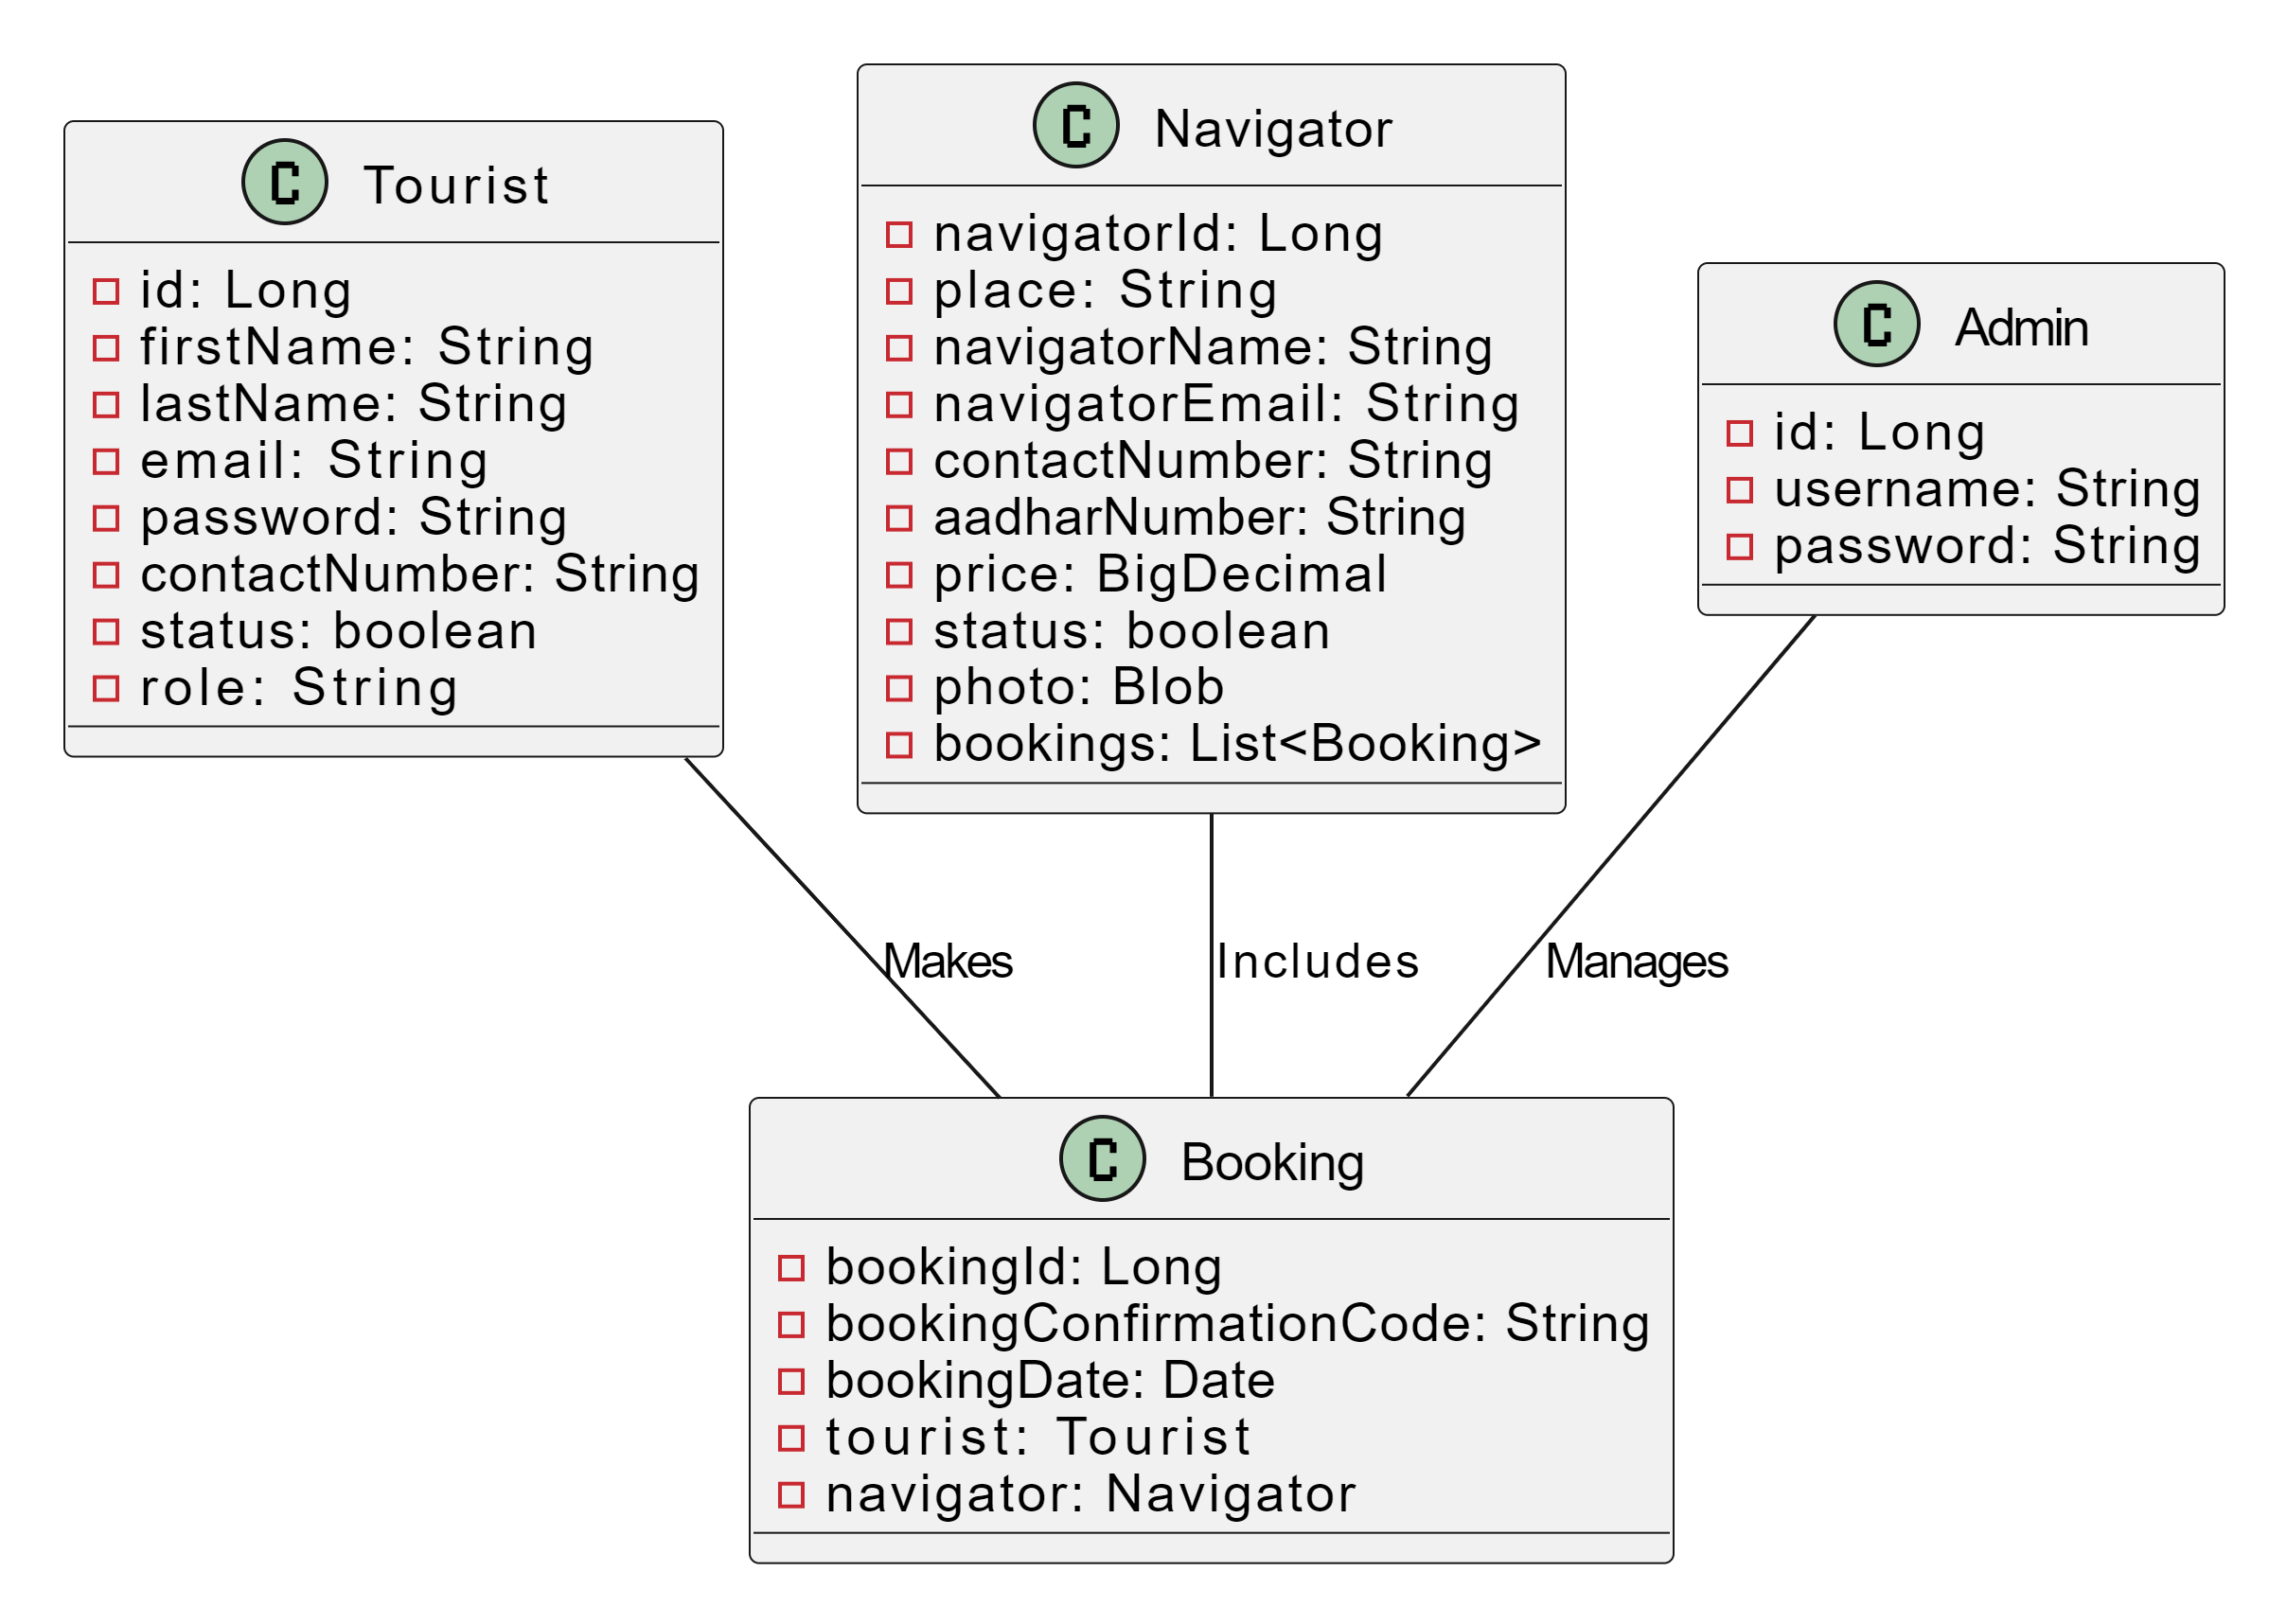 C Tourist
id: Long
firstName: String
lastName: String
email: String
password: String
contactNumber: String
status: boolean
role: String
C Navigator
navigatorId: Long
place: String
navigatorName: String
navigatorEmail: String
contactNumber: String
aadharNumber: String
price: BigDecimal
status: boolean
photo: Blob
bookings: List<Booking>
C Admin
id: Long
username: String
password: String
Makes
Includes
Manages
C Booking
bookingId: Long
bookingConfirmationCode: String
bookingDate: Date
tourist: Tourist
navigator: Navigator